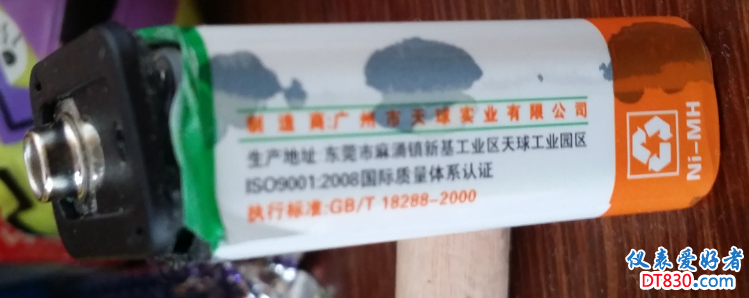 制造商:广州市天球实业有限公司
生产地址:东莞市麻涌镇新基工业区天球工业园区
ISO9001:2008国际质量体系认证
执行标准:GB/T 18288-2000
Ni-MH
仪表爱好者
DT830.com